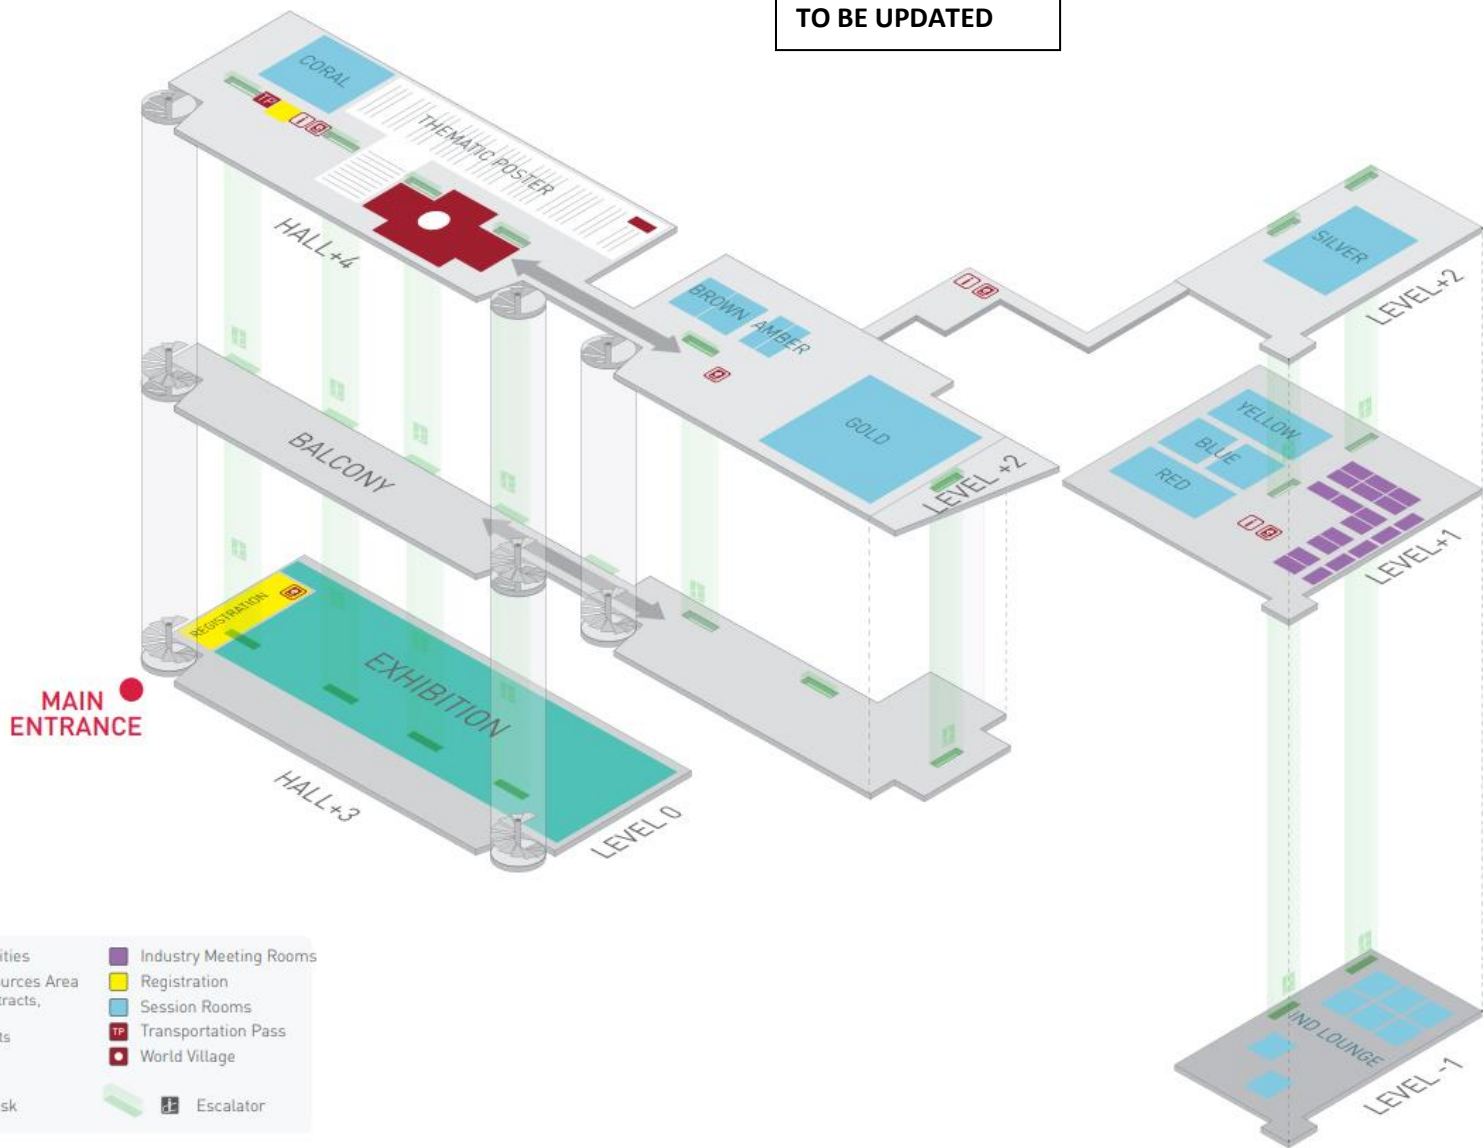 TO BE UPDATED
CORAL
TP
THEMATIC POSTER
HALL+4
BROWN
AMBER
GOLD
LEVEL +2
SILVER
LEVEL+2
BALCONY
YELLOW
BLUE
RED
LEVEL+1
REGISTRATION
EXHIBITION
MAIN
ENTRANCE
HALL+3
LEVEL 0
IND LOUNGE
LEVEL -1
ities
urces Area
tracts,
ts
sk
Industry Meeting Rooms
Registration
Session Rooms
TP Transportation Pass
World Village
Escalator